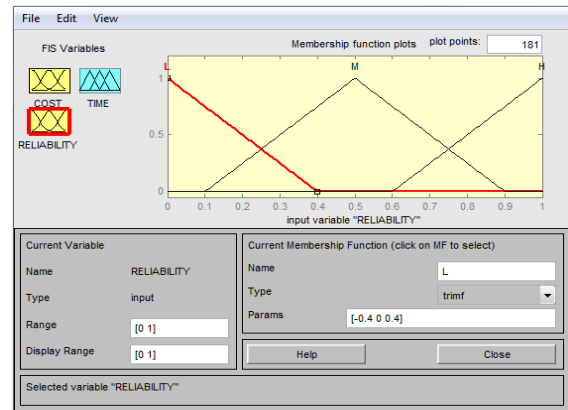 File Edit View
FIS Variables
Membership function plots plot points: 181
COST TIME
RELIABILITY
L M H
1
0.5
0
0 0.1 0.2 0.3 0.4 0.5 0.6 0.7 0.8 0.9 1
input variable "RELIABILITY"
Current Variable
Name RELIABILITY
Type input
Range [0 1]
Display Range [0 1]
Current Membership Function (click on MF to select)
Name L
Type trimf
Params [-0.4 0 0.4]
Help Close
Selected variable "RELIABILITY"